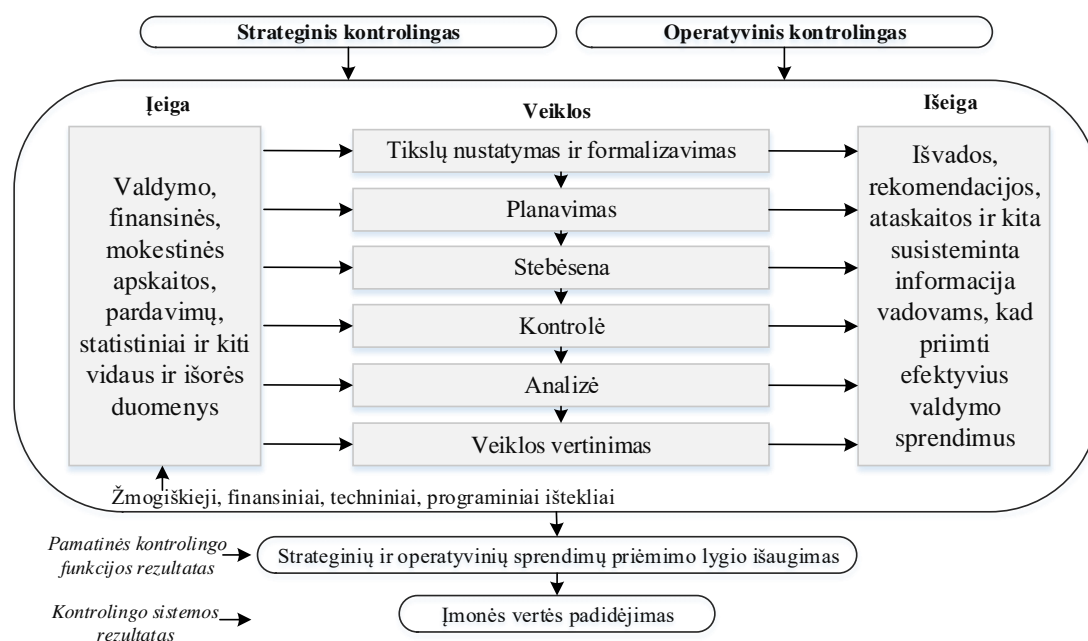 Strateginis kontrolingas
Operatyvinis kontrolingas
Įeiga
Veiklos
Išeiga
Valdymo,
finansinės,
mokestinės
apskaitos,
pardavimų,
statistiniai ir kiti
vidaus ir išorės
duomenys
Tikslų nustatymas ir formalizavimas
Planavimas
Stebėsena
Kontrolė
Analizė
Veiklos vertinimas
Išvados,
rekomendacijos,
ataskaitos ir kita
susisteminta
informacija
vadovams, kad
priimti
efektyvius
valdymo
sprendimus
Žmogiškieji, finansiniai, techniniai, programiniai ištekliai
Pamatinės kontrolingo
funkcijos rezultatas
Strateginių ir operatyvinių sprendimų priėmimo lygio išaugimas
Kontrolingo sistemos
rezultatas
Įmonės vertės padidėjimas